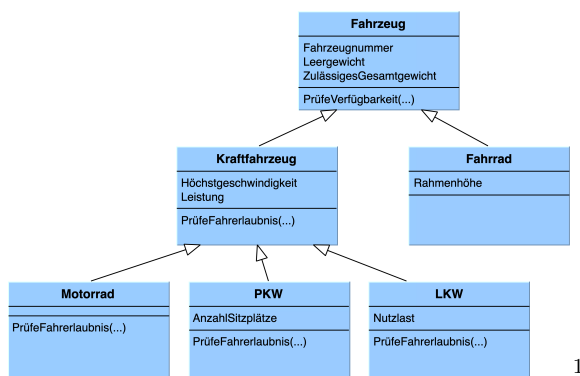 Fahrzeug
Fahrzeugnummer
Leergewicht
ZulässigesGesamtgewicht
PrüfeVerfügbarkeit(...)
Kraftfahrzeug
Höchstgeschwindigkeit
Leistung
PrüfeFahrerlaubnis(...)
Fahrrad
Rahmenhöhe
Motorrad
PrüfeFahrerlaubnis(...)
PKW
AnzahlSitzplätze
PrüfeFahrerlaubnis(...)
LKW
Nutzlast
PrüfeFahrerlaubnis(...)
1